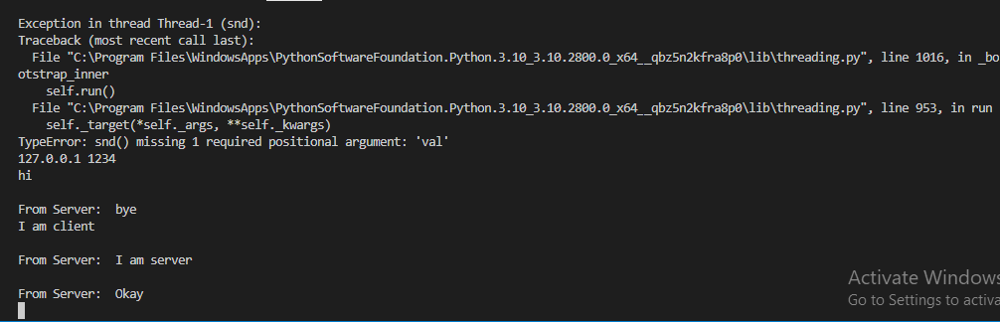 Exception in thread Thread-1 (snd):
Traceback (most recent call last):
  File "C:\Program Files\WindowsApps\PythonSoftwareFoundation.Python.3.10_3.10.2800.0_x64__qbz5n2kfra8p0\lib\threading.py", line 1016, in _bo
otstrap_inner
    self.run()
  File "C:\Program Files\WindowsApps\PythonSoftwareFoundation.Python.3.10_3.10.2800.0_x64__qbz5n2kfra8p0\lib\threading.py", line 953, in run
    self._target(*self._args, **self._kwargs)
TypeError: snd() missing 1 required positional argument: 'val'
127.0.0.1 1234
hi
From Server:  bye
I am client
From Server:  I am server
From Server:  Okay
Activate Windows
Go to Settings to activa